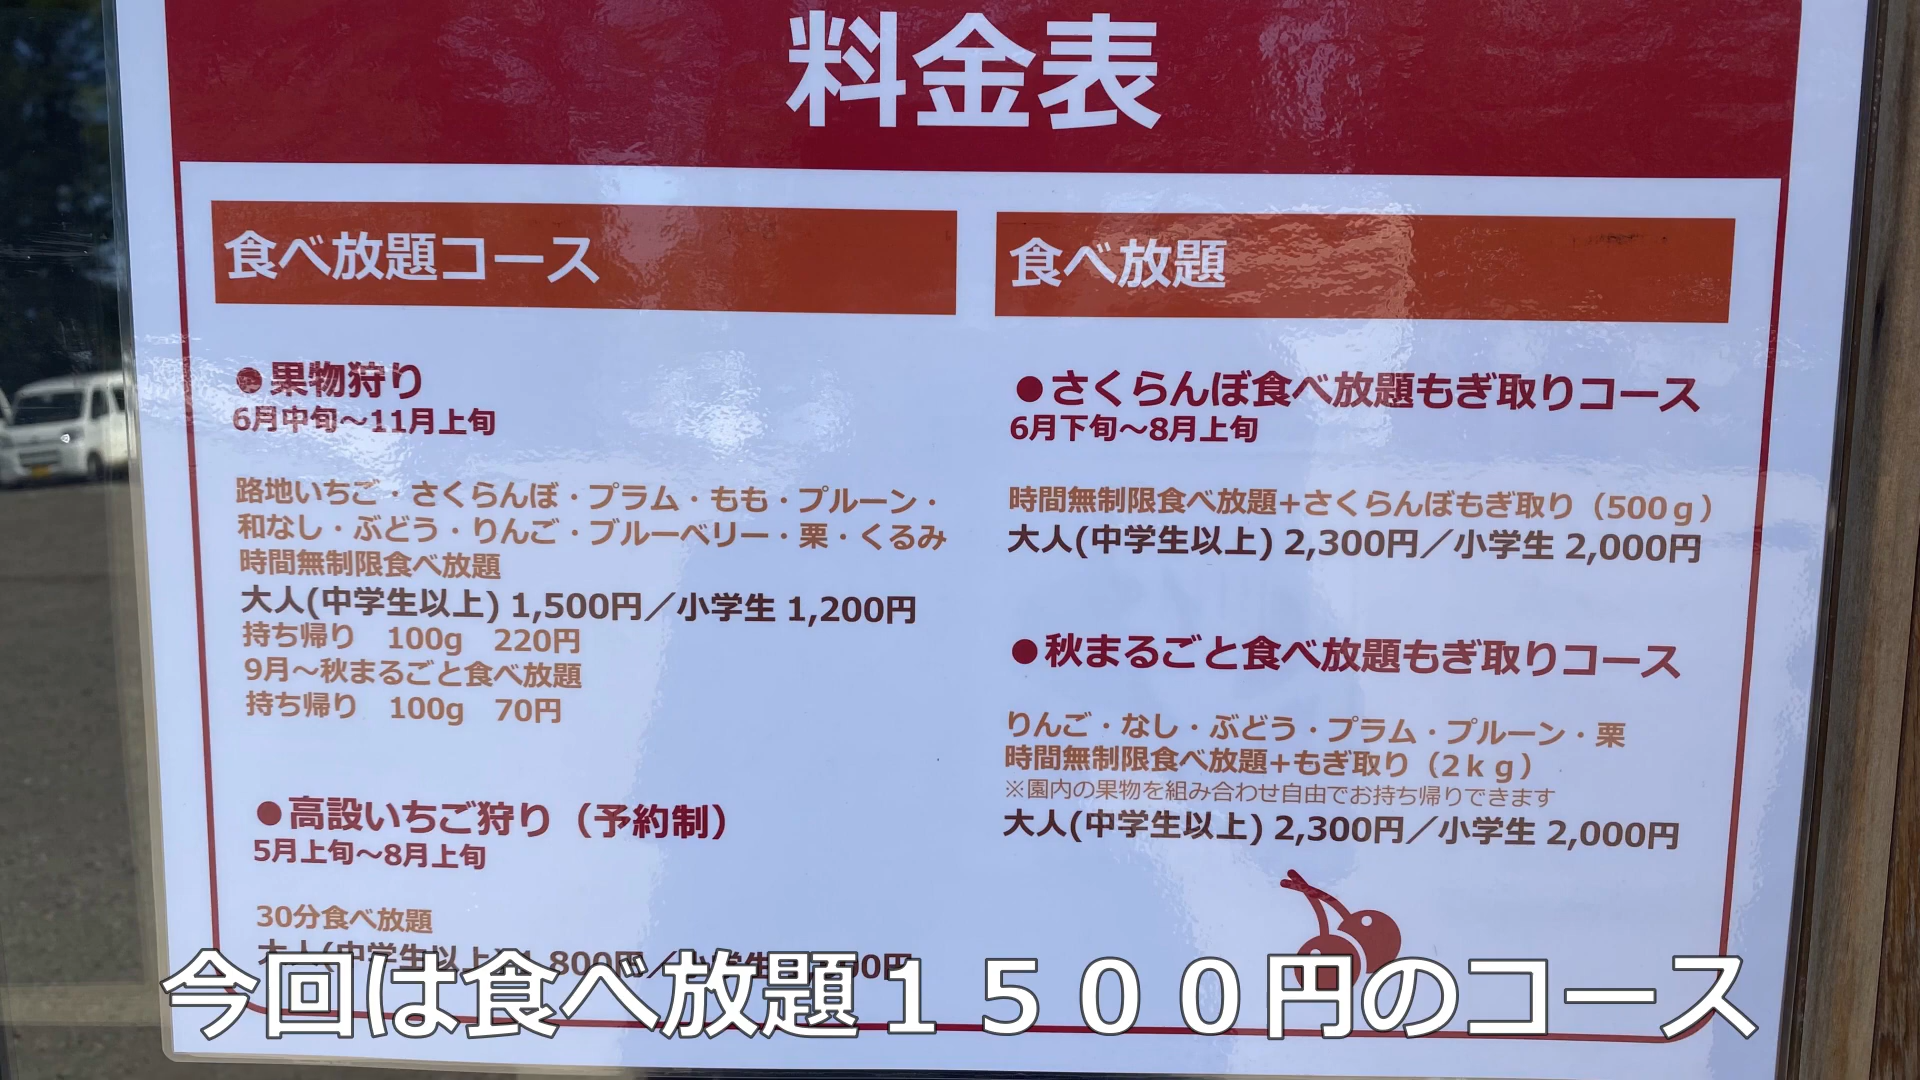 料金表
食べ放題コース
●果物狩り
6月中旬～11月上旬
路地いちご・さくらんぼ・プラム・もも・プルーン・
和なし・ぶどう・りんご・ブルーベリー・栗・くるみ
時間無制限食べ放題
大人(中学生以上) 1,500円／小学生 1,200円
持ち帰り 100g 220円
9月～秋まるごと食べ放題
持ち帰り 100g 70円
●高設いちご狩り（予約制）
5月上旬～8月上旬
30分食べ放題
大人(中学生以上)
食べ放題
●さくらんぼ食べ放題もぎ取りコース
6月下旬～8月上旬
時間無制限食べ放題+さくらんぼもぎ取り（500ｇ）
大人(中学生以上) 2,300円／小学生 2,000円
●秋まるごと食べ放題もぎ取りコース
りんご・なし・ぶどう・プラム・プルーン・栗
時間無制限食べ放題+もぎ取り（2ｋｇ）
※園内の果物を組み合わせ自由でお持ち帰りできます
大人(中学生以上) 2,300円／小学生 2,000円
今回は食べ放題１５００円のコース